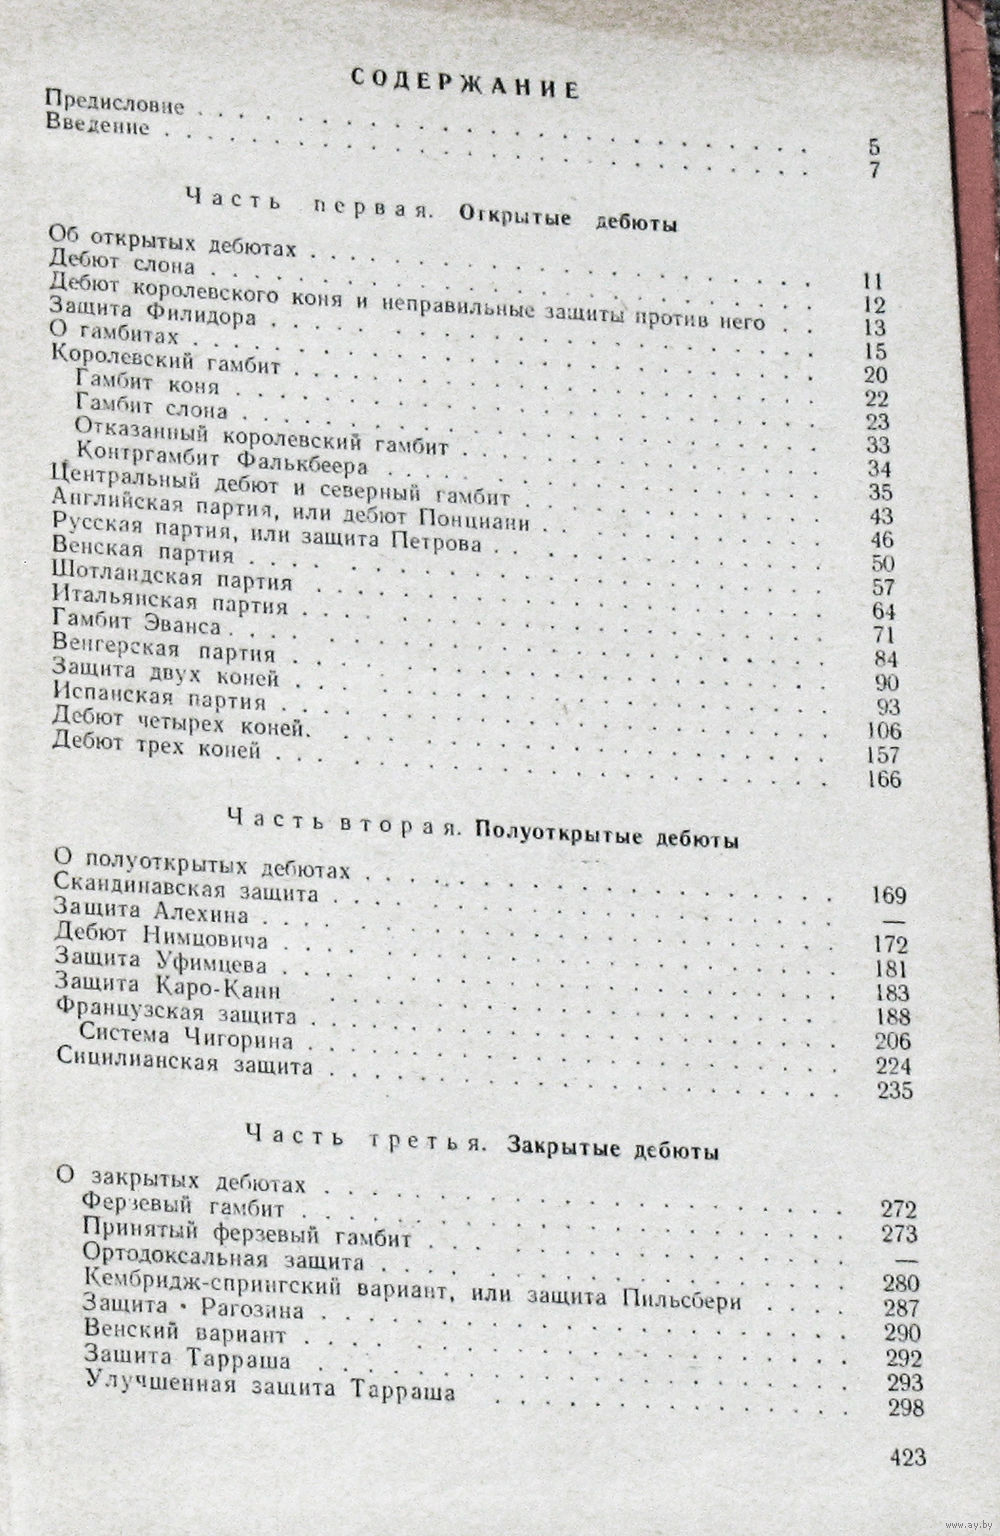 СОДЕРЖАНИЕ
Предисловие . . . . . . . . . . 5
Введение . . . . . . . . . . 7
Часть первая. Открытые дебюты
Об открытых дебютах . . . . . . . . . . 11
Дебют слона . . . . . . . . . . 12
Дебют королевского коня и неправильные защиты против него . . 13
Защита Филидора . . . . . . . . . . 15
О гамбитах . . . . . . . . . . 20
Королевский гамбит . . . . . . . . . . 22
Гамбит коня . . . . . . . . . . 23
Гамбит слона . . . . . . . . . . 33
Отказанный королевский гамбит . . . . . . . . . . 34
Контргамбит Фалькбеера . . . . . . . . . . 35
Центральный дебют и северный гамбит . . . . . . . . . . 43
Английская партия, или дебют Понциани . . . . . . . . . . 46
Русская партия, или защита Петрова . . . . . . . . . . 50
Венская партия . . . . . . . . . . 57
Шотландская партия . . . . . . . . . . 64
Итальянская партия . . . . . . . . . . 71
Гамбит Эванса . . . . . . . . . . 84
Венгерская партия . . . . . . . . . . 90
Защита двух коней . . . . . . . . . . 93
Испанская партия . . . . . . . . . . 106
Дебют четырех коней . . . . . . . . . . 157
Дебют трех коней . . . . . . . . . . 166
Часть вторая. Полуоткрытые дебюты
О полуоткрытых дебютах . . . . . . . . . . 169
Скандинавская защита . . . . . . . . . . —
Защита Алехина . . . . . . . . . . 172
Дебют Нимцовича . . . . . . . . . . 181
Защита Уфимцева . . . . . . . . . . 183
Защита Каро-Канн . . . . . . . . . . 188
Французская защита . . . . . . . . . . 206
Система Чигорина . . . . . . . . . . 224
Сицилианская защита . . . . . . . . . . 235
Часть третья. Закрытые дебюты
О закрытых дебютах . . . . . . . . . . 272
Ферзевый гамбит . . . . . . . . . . 273
Принятый ферзевый гамбит . . . . . . . . . . —
Ортодоксальная защита . . . . . . . . . . 280
Кембридж-спрингский вариант, или защита Пильсбери . . . . 287
Защита Рагозина . . . . . . . . . . 290
Венский вариант . . . . . . . . . . 292
Защита Тарраша . . . . . . . . . . 293
Улучшенная защита Тарраша . . . . . . . . . . 298
423
www.ay.by